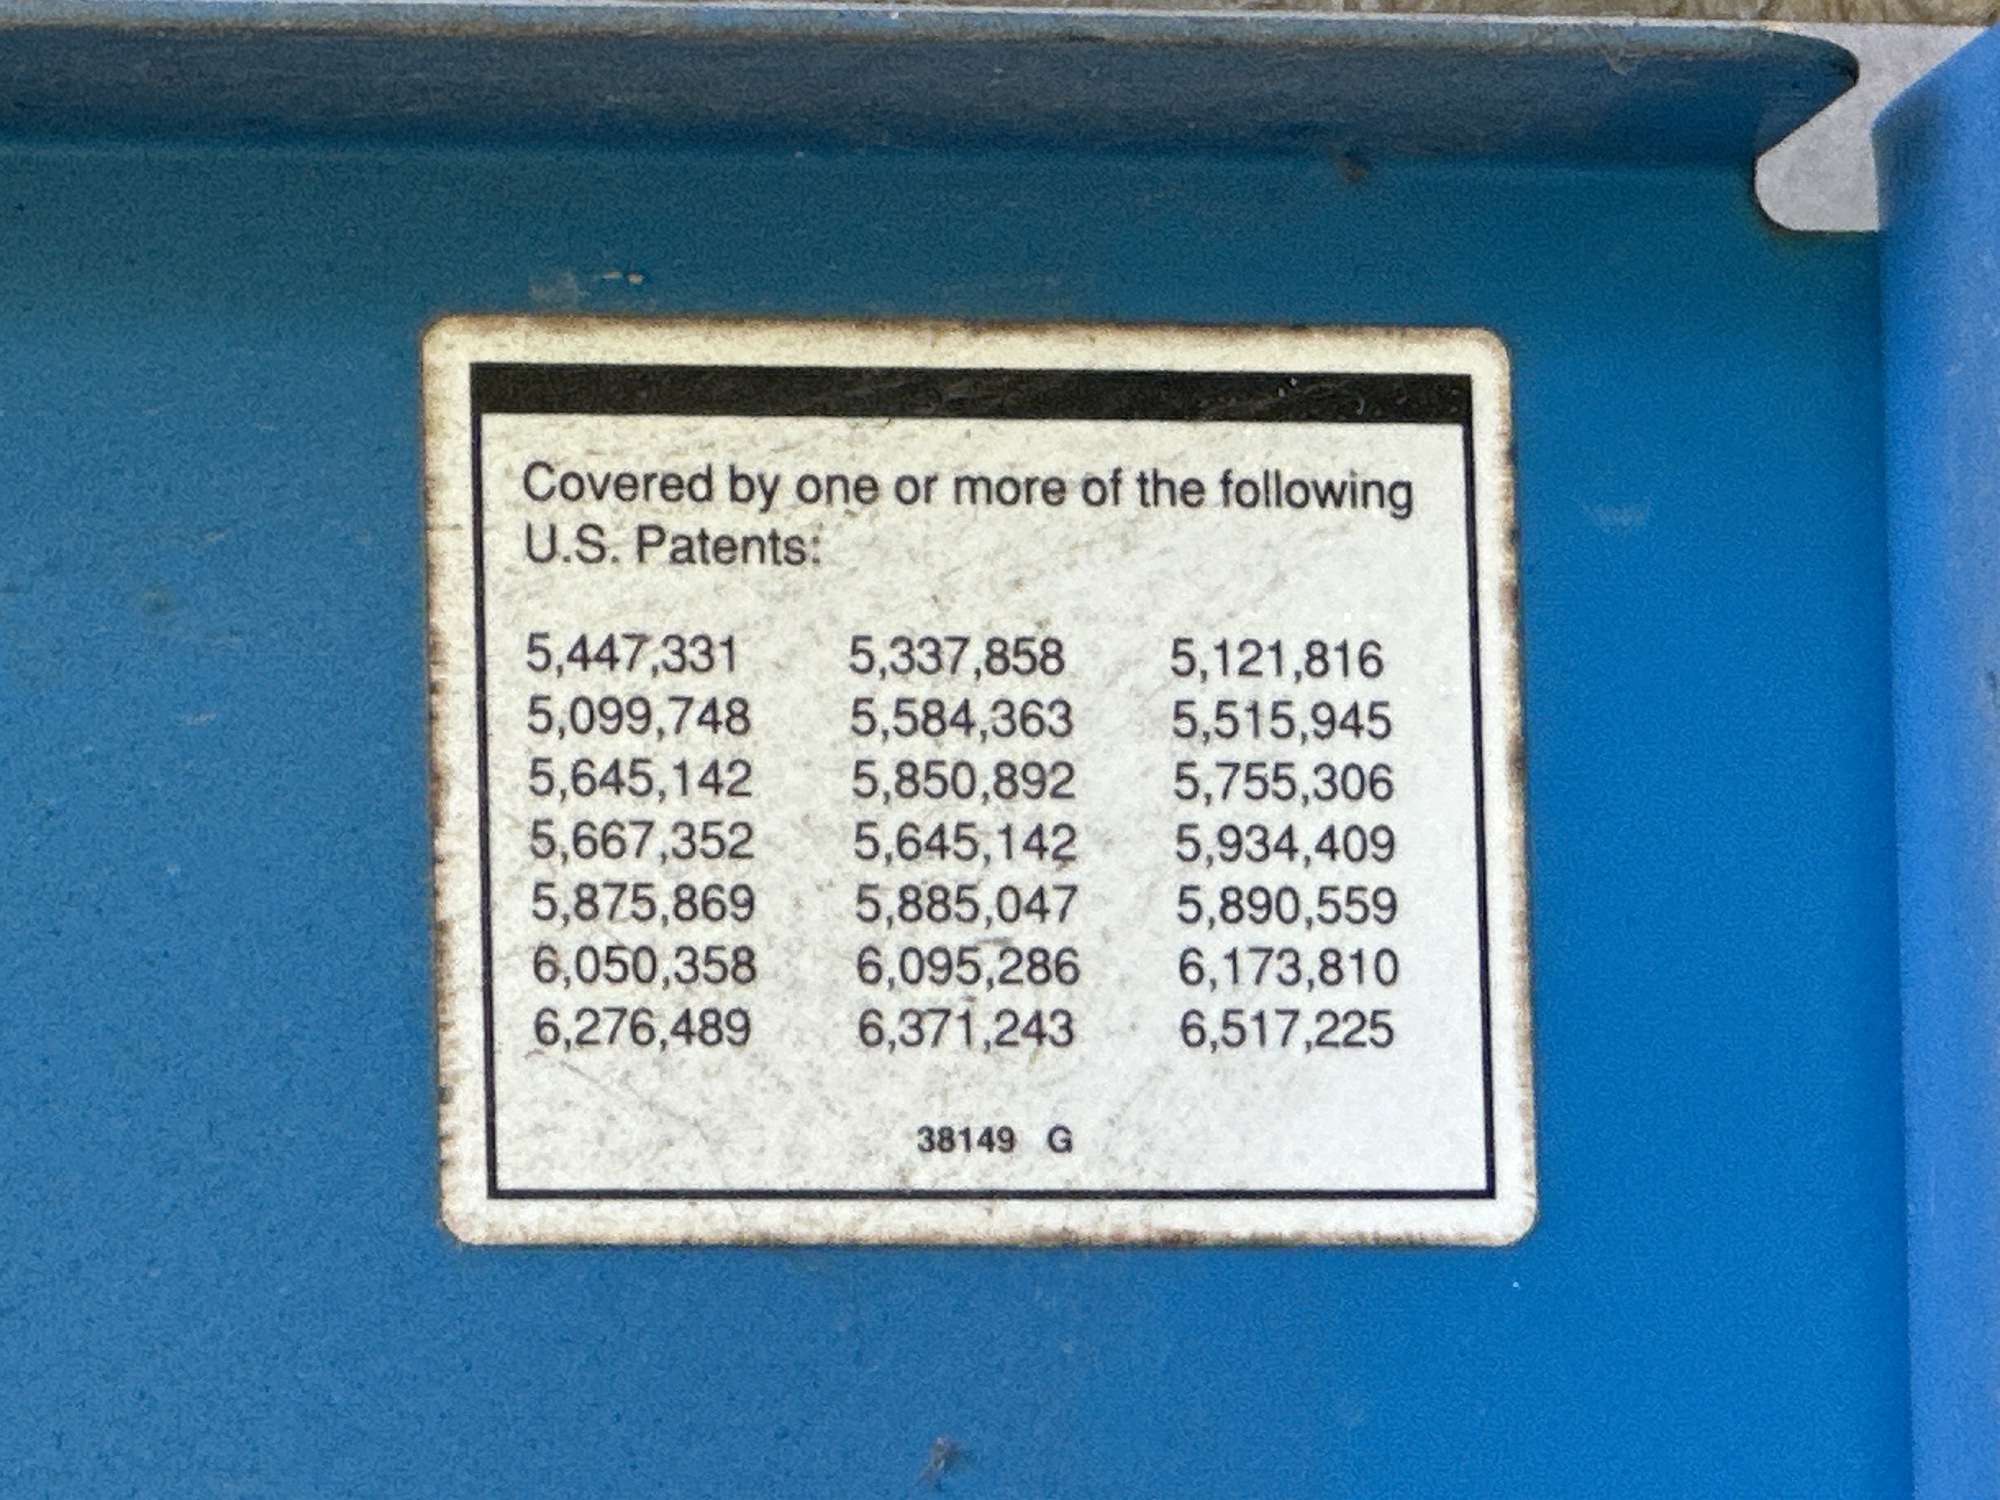 Covered by one or more of the following
U.S. Patents:
5,447,331 5,337,858 5,121,816
5,099,748 5,584,363 5,515,945
5,645,142 5,850,892 5,755,306
5,667,352 5,645,142 5,934,409
5,875,869 5,885,047 5,890,559
6,050,358 6,095,286 6,173,810
6,276,489 6,371,243 6,517,225
38149 G